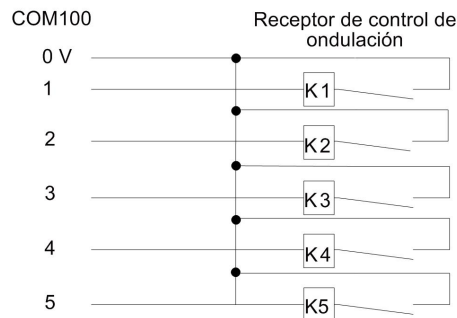 COM100
Receptor de control de
ondulación
0 V
1
K1
2
K2
3
K3
4
K4
5
K5